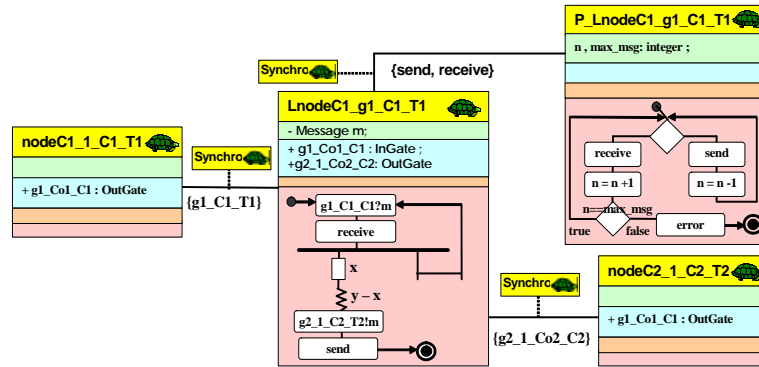 P_LnodeC1_g1_C1_T1
n , max_msg: integer ;
receive
send
n = n +1
n = n -1
n==max_msg
true
false
error
Synchro
{send, receive}
LnodeC1_g1_C1_T1
- Message m;
+ g1_Co1_C1 : InGate ;
+g2_1_Co2_C2: OutGate
g1_C1_C1?m
receive
x
y – x
g2_1_C2_T2!m
send
nodeC1_1_C1_T1
+ g1_Co1_C1 : OutGate
Synchro
{g1_C1_T1}
Synchro
{g2_1_Co2_C2}
nodeC2_1_C2_T2
+ g1_Co1_C1 : OutGate